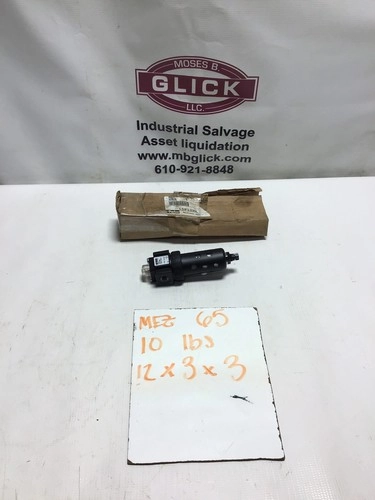 MOSES B.
GLICK
LLC.
Industrial Salvage
Asset liquidation
www.mbglick.com
610-921-8848
MEZ 65
10 lbs
12 x 3 x 3